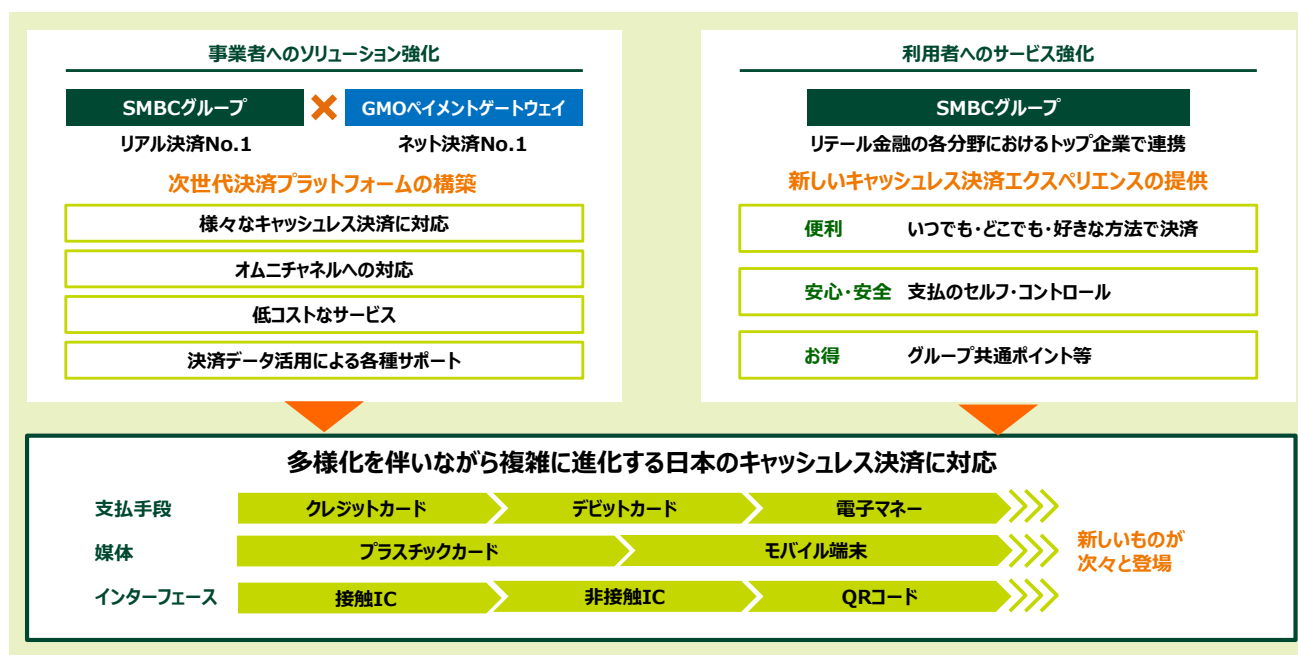 事業者へのソリューション強化
SMBCグループ × GMOペイメントゲートウェイ
リアル決済No.1 ネット決済No.1
次世代決済プラットフォームの構築
様々なキャッシュレス決済に対応
オムニチャネルへの対応
低コストなサービス
決済データ活用による各種サポート
利用者へのサービス強化
SMBCグループ
リテール金融の各分野におけるトップ企業で連携
新しいキャッシュレス決済エクスペリエンスの提供
便利 いつでも・どこでも・好きな方法で決済
安心・安全 支払のセルフ・コントロール
お得 グループ共通ポイント等
多様化を伴いながら複雑に進化する日本のキャッシュレス決済に対応
支払手段 クレジットカード デビットカード 電子マネー
媒体 プラスチックカード モバイル端末
インターフェース 接触IC 非接触IC QRコード
新しいものが
次々と登場